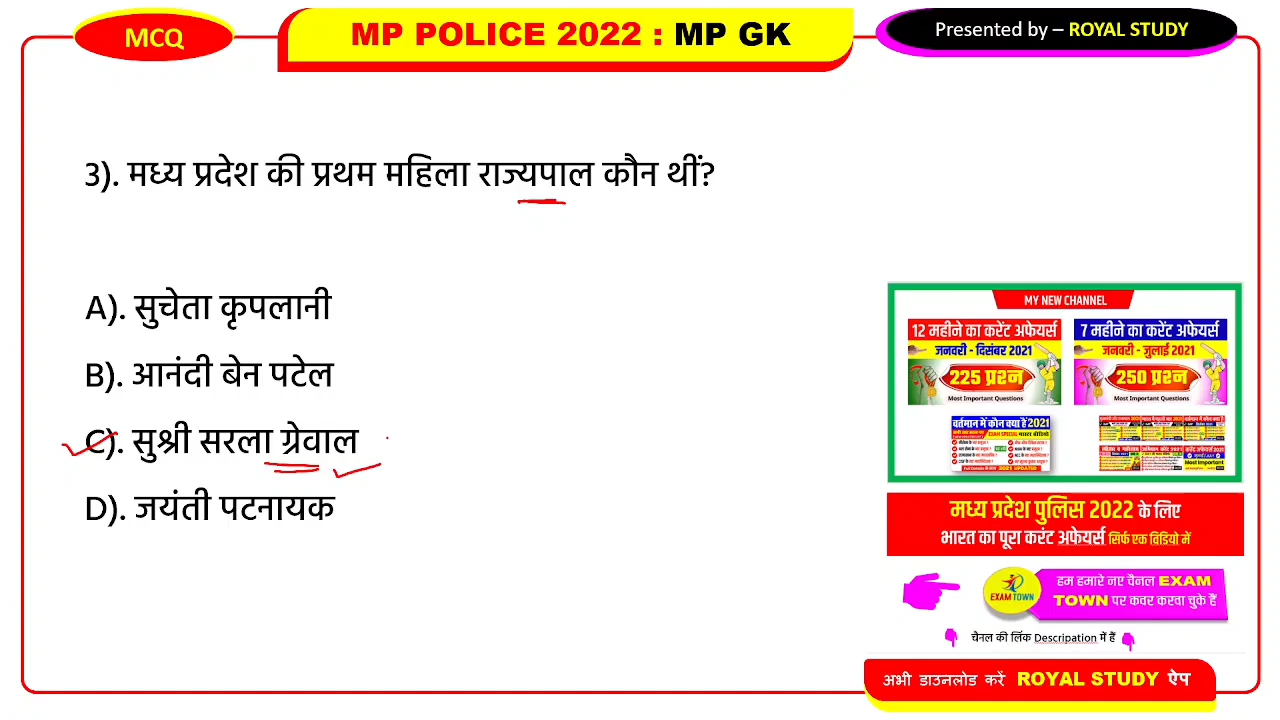 MCQ
MP POLICE 2022 : MP GK
Presented by – ROYAL STUDY
3). मध्य प्रदेश की प्रथम महिला राज्यपाल कौन थीं?
A). सुचेता कृपलानी
B). आनंदी बेन पटेल
C). सुश्री सरला ग्रेवाल
D). जयंती पटनायक
MY NEW CHANNEL
12 महीने का करेंट अफेयर्स
जनवरी - दिसंबर 2021
225 प्रश्न
Most Important Questions
7 महीने का करेंट अफेयर्स
जनवरी - जुलाई 2021
250 प्रश्न
Most Important Questions
वर्तमान में कौन क्या हैं 2021
मध्य प्रदेश पुलिस 2022 के लिए
भारत का पूरा करंट अफेयर्स सिर्फ एक विडियो में
EXAM TOWN
हम हमारे नए चैनल EXAM
TOWN पर कवर करवा चुके हैं
चेनल की लिंक Descripation में हैं
अभी डाउनलोड करें ROYAL STUDY ऐप